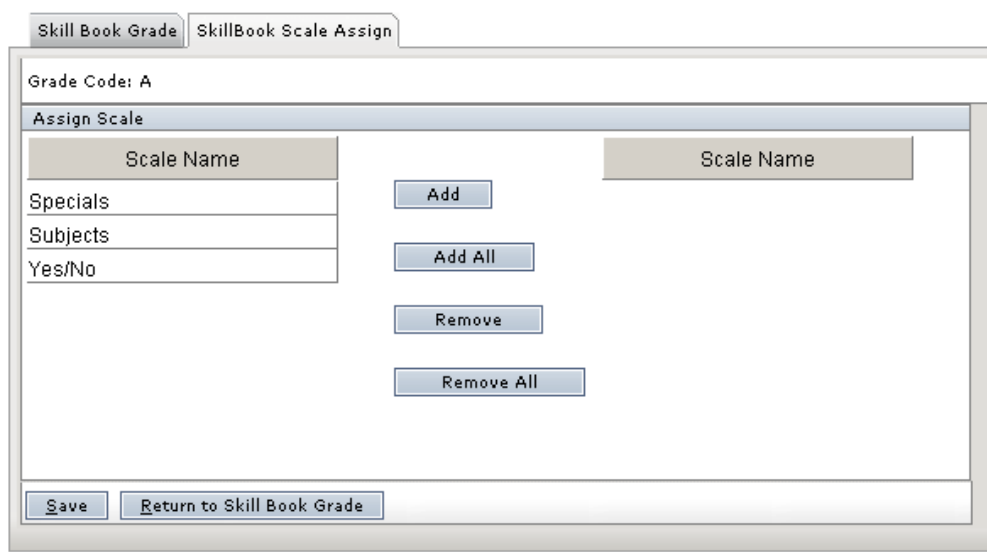 Skill Book Grade SkillBook Scale Assign
Grade Code: A
Assign Scale
Scale Name Scale Name
Specials
Add
Subjects
Add All
Yes/No
Remove
Remove All
Save Return to Skill Book Grade